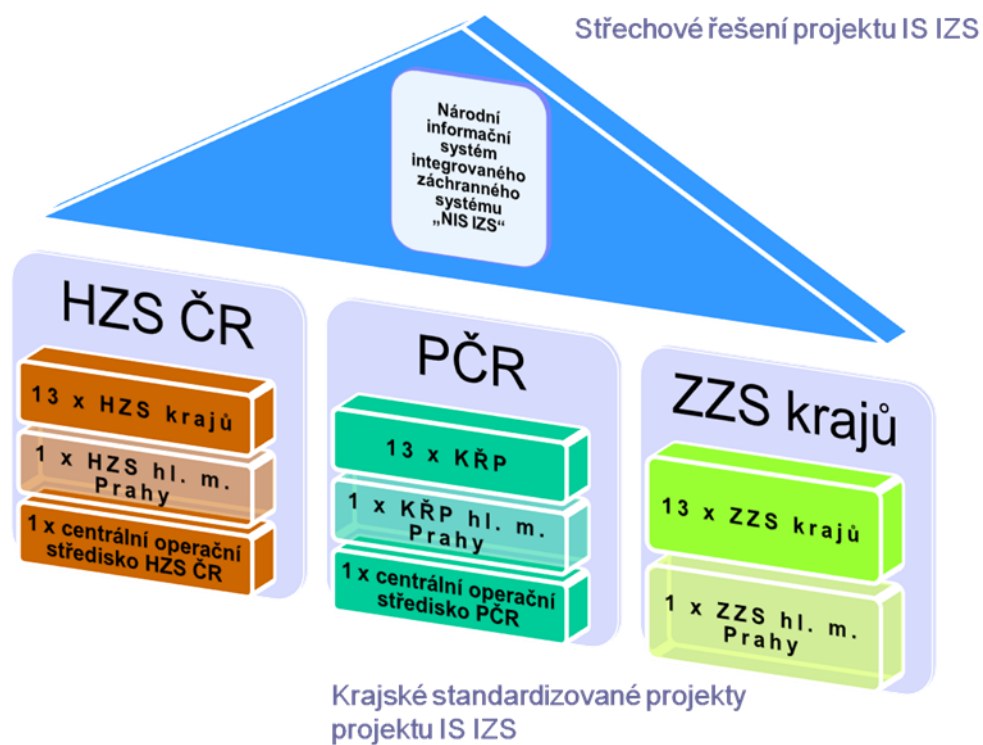 Střechové řešení projektu IS IZS
Národní
informační
systém
integrovaného
záchranného
systému
„NIS IZS“
HZS ČR
13 x HZS krajů
1 x HZS hl. m.
Prahy
1 x centrální operační
středisko HZS ČR
PČR
13 x KŘP
1 x KŘP hl. m.
Prahy
1 x centrální operační
středisko PČR
ZZS krajů
13 x ZZS krajů
1 x ZZS hl. m.
Prahy
Krajské standardizované projekty
projektu IS IZS